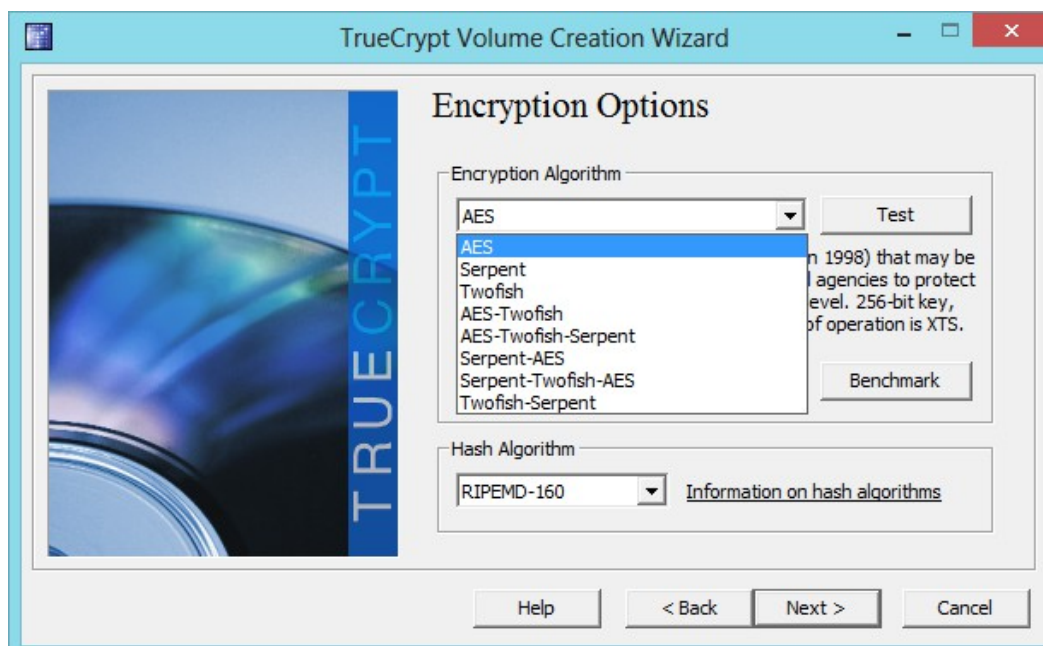 TrueCrypt Volume Creation Wizard
TRUECRYPT
Encryption Options
Encryption Algorithm
AES
Test
AES
Serpent
Twofish
AES-Twofish
AES-Twofish-Serpent
Serpent-AES
Serpent-Twofish-AES
Twofish-Serpent
1998) that may be
agencies to protect
256-bit key,
of operation is XTS.
Benchmark
Hash Algorithm
RIPEMD-160
Information on hash algorithms
Help
< Back
Next >
Cancel